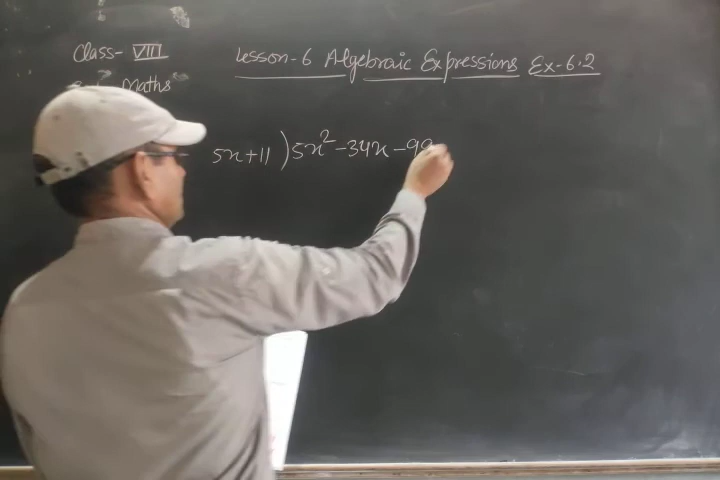 Class- VIII
Lesson-6 Algebraic Expressions Ex-6.2
Maths
5x+11 ) 5x² -34x -99